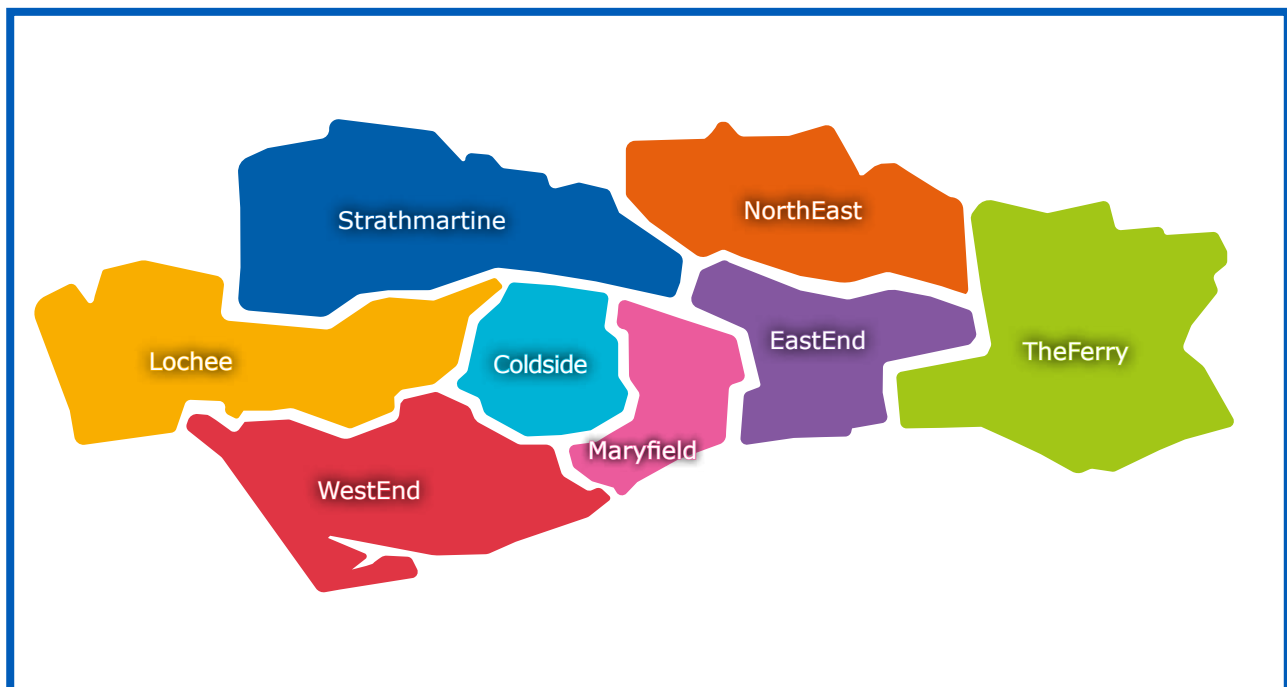 NorthEast
Strathmartine
EastEnd
TheFerry
Lochee
Coldside
Maryfield
WestEnd